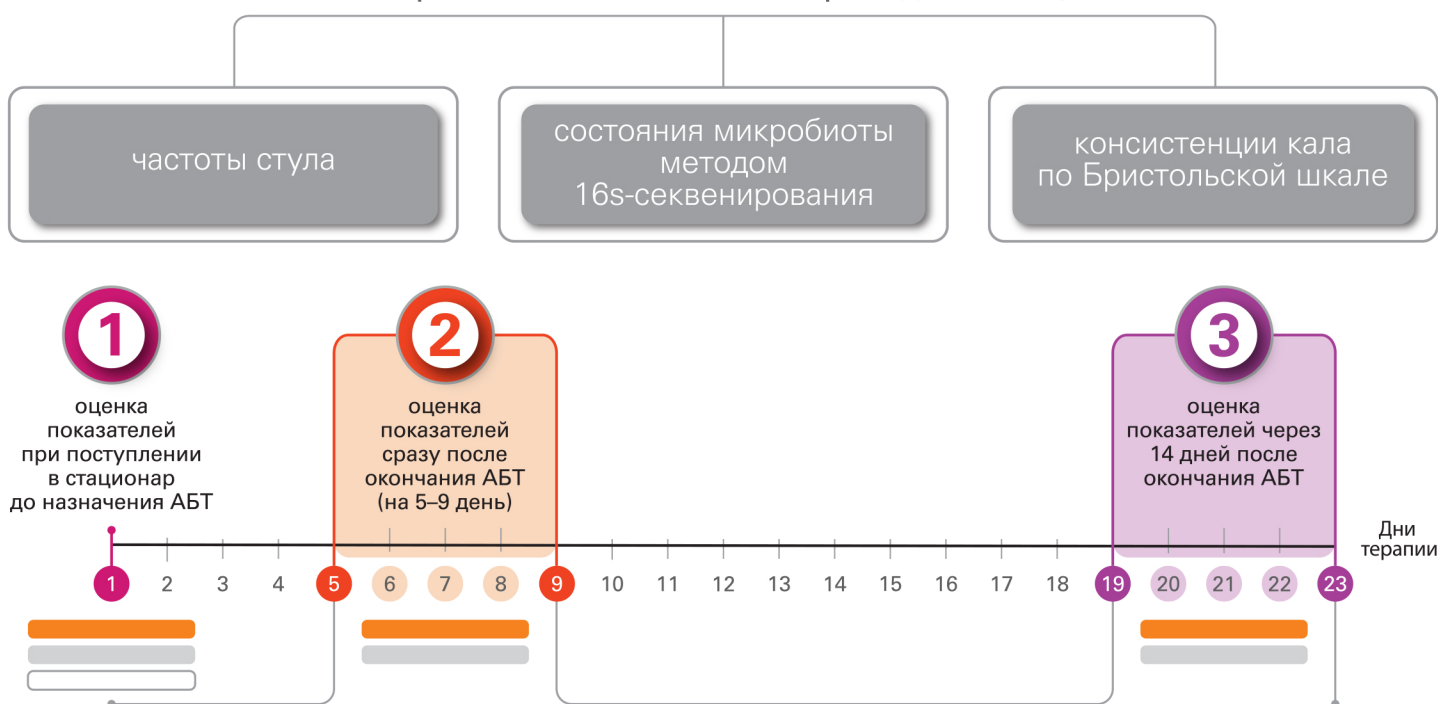 частоты стула
состояния микробиоты
методом
16s-секвенирования
консистенции кала
по Бристольской шкале
1
оценка
показателей
при поступлении
в стационар
до назначения АБТ
2
оценка
показателей
сразу после
окончания АБТ
(на 5–9 день)
3
оценка
показателей через
14 дней после
окончания АБТ
Дни
терапии
1 2 3 4 5 6 7 8 9 10 11 12 13 14 15 16 17 18 19 20 21 22 23